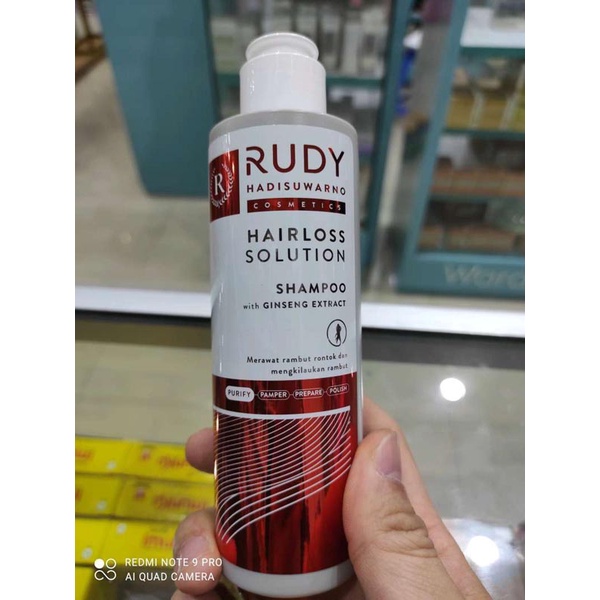 R
RUDY
HADISUWARNO
COSMETICS
HAIRLOSS
SOLUTION
SHAMPOO
with GINSENG EXTRACT
Merawat rambut rontok dan
mengkilaukan rambut
PURIFY PAMPER PREPARE POLISH
Ward
REDMI NOTE 9 PRO
AI QUAD CAMERA